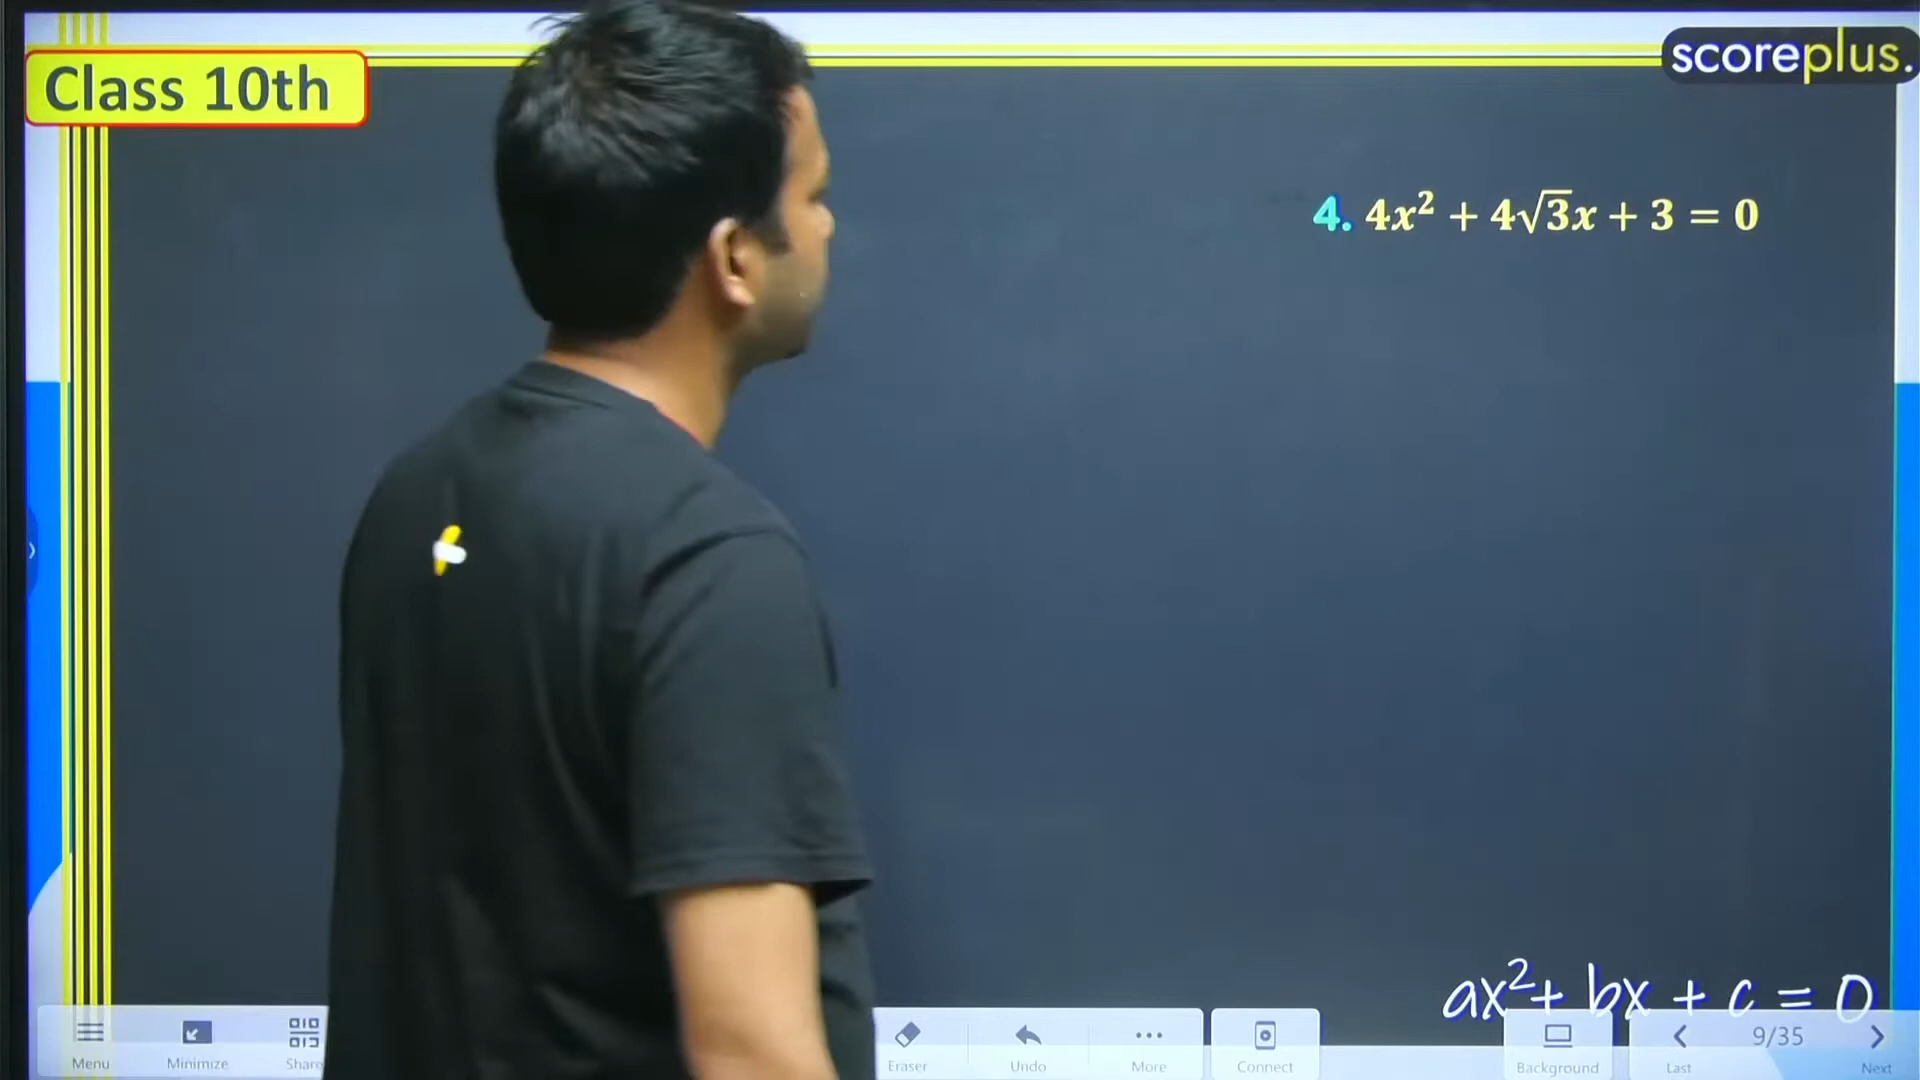 Class 10th
scoreplus.
4. 4x² + 4√3x + 3 = 0
ax² + bx + c = 0
Menu
Minimize
Share
Eraser
Undo
More
Connect
Background
Last
9/35
Next